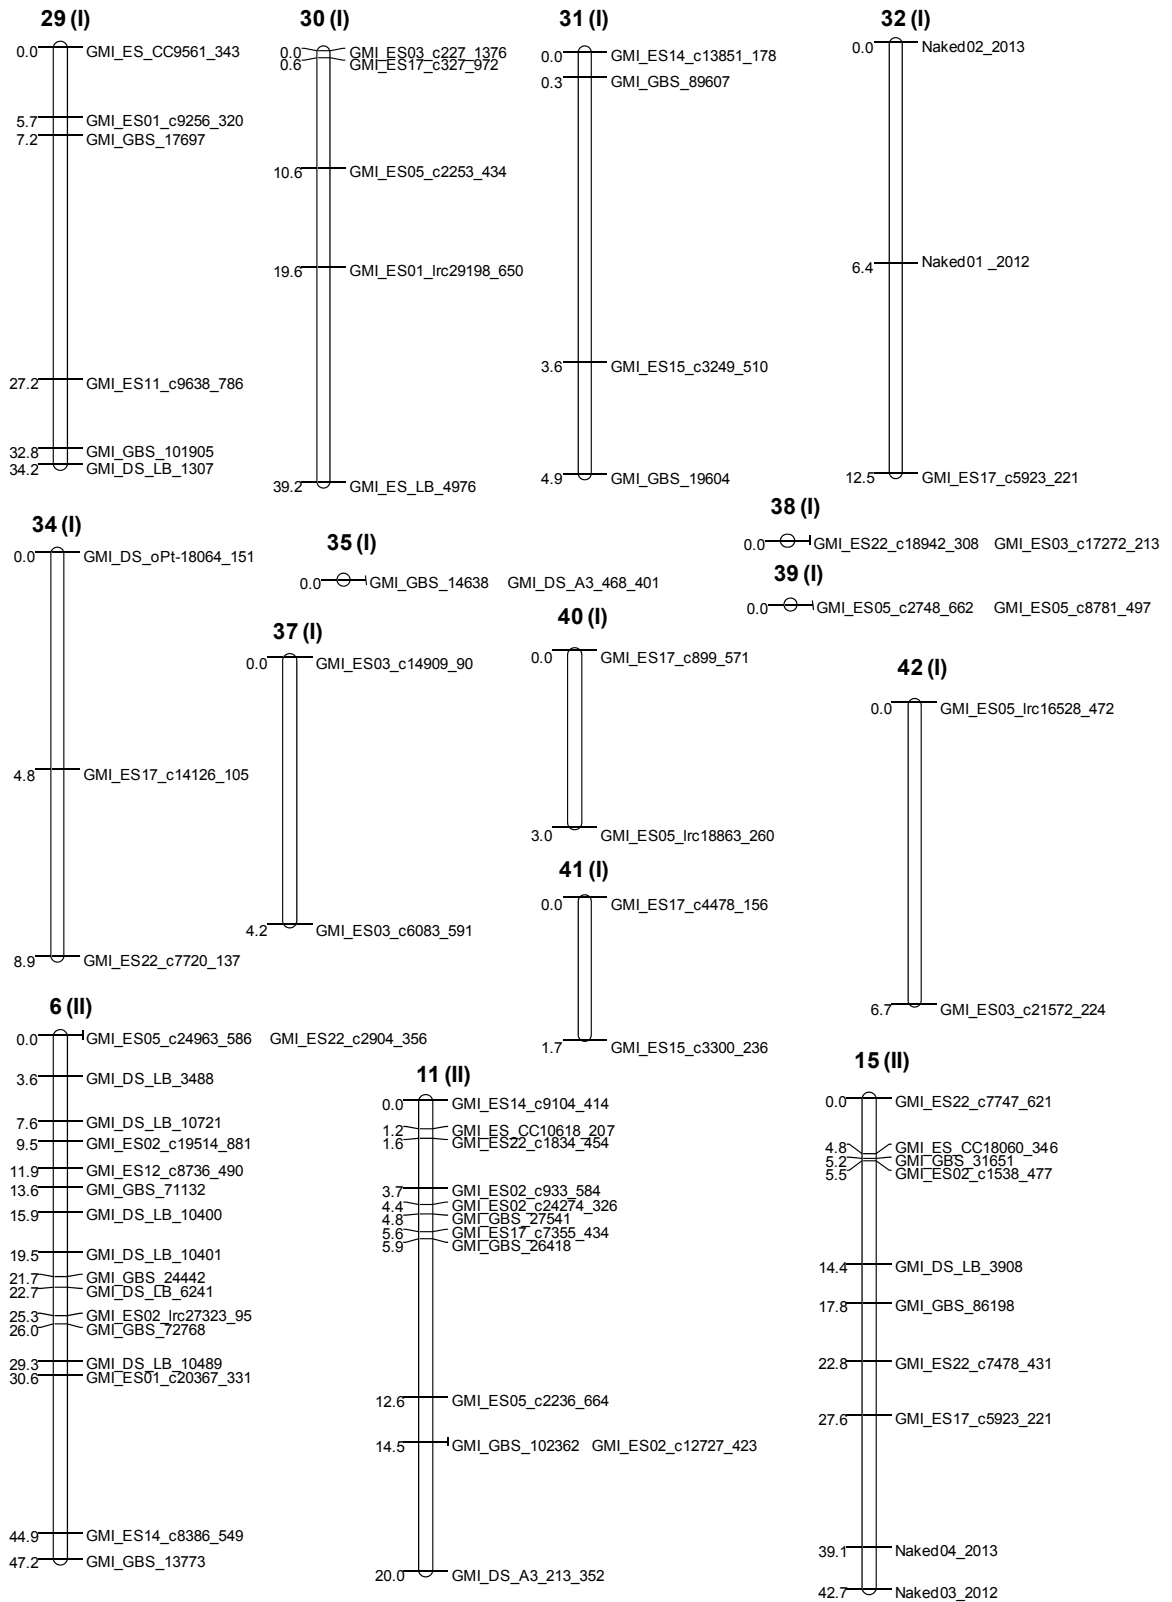 29 (I)
0.0 GMI_ES_CC9561_343
5.7 GMI_ES01_c9256_320
7.2 GMI_GBS_17697
27.2 GMI_ES11_c9638_786
32.8 GMI_GBS_101905
34.2 GMI_DS_LB_1307
30 (I)
0.0 GMI_ES03_c227_1376
0.6 GMI_ES17_c327_972
10.6 GMI_ES05_c2253_434
19.6 GMI_ES01_lrc29198_650
39.2 GMI_ES_LB_4976
31 (I)
0.0 GMI_ES14_c13851_178
0.3 GMI_GBS_89607
3.6 GMI_ES15_c3249_510
4.9 GMI_GBS_19604
32 (I)
0.0 Naked02_2013
6.4 Naked01 _2012
12.5 GMI_ES17_c5923_221
34 (I)
0.0 GMI_DS_oPt-18064_151
4.8 GMI_ES17_c14126_105
8.9 GMI_ES22_c7720_137
35 (I)
0.0 GMI_GBS_14638 GMI_DS_A3_468_401
38 (I)
0.0 GMI_ES22_c18942_308 GMI_ES03_c17272_213
39 (I)
0.0 GMI_ES05_c2748_662 GMI_ES05_c8781_497
37 (I)
0.0 GMI_ES03_c14909_90
4.2 GMI_ES03_c6083_591
40 (I)
0.0 GMI_ES17_c899_571
3.0 GMI_ES05_lrc18863_260
42 (I)
0.0 GMI_ES05_lrc16528_472
6.7 GMI_ES03_c21572_224
41 (I)
0.0 GMI_ES17_c4478_156
1.7 GMI_ES15_c3300_236
6 (II)
0.0 GMI_ES05_c24963_586 GMI_ES22_c2904_356
3.6 GMI_DS_LB_3488
7.6 GMI_DS_LB_10721
9.5 GMI_ES02_c19514_881
11.9 GMI_ES12_c8736_490
13.6 GMI_GBS_71132
15.9 GMI_DS_LB_10400
19.5 GMI_DS_LB_10401
21.7 GMI_GBS_24442
22.7 GMI_DS_LB_6241
25.3 GMI_ES02_lrc27323_95
26.0 GMI_GBS_72768
29.3 GMI_DS_LB_10489
30.6 GMI_ES01_c20367_331
44.9 GMI_ES14_c8386_549
47.2 GMI_GBS_13773
11 (II)
0.0 GMI_ES14_c9104_414
1.2 GMI_ES_CC10618_207
1.6 GMI_ES22_c1834_454
3.7 GMI_ES02_c933_584
4.4 GMI_ES02_c24274_326
4.8 GMI_GBS_27541
5.6 GMI_ES17_c7355_434
5.9 GMI_GBS_26418
12.6 GMI_ES05_c2236_664
14.5 GMI_GBS_102362 GMI_ES02_c12727_423
20.0 GMI_DS_A3_213_352
15 (II)
0.0 GMI_ES22_c7747_621
4.8 GMI_ES_CC18060_346
5.2 GMI_GBS_31651
5.5 GMI_ES02_c1538_477
14.4 GMI_DS_LB_3908
17.8 GMI_GBS_86198
22.8 GMI_ES22_c7478_431
27.6 GMI_ES17_c5923_221
39.1 Naked04_2013
42.7 Naked03_2012